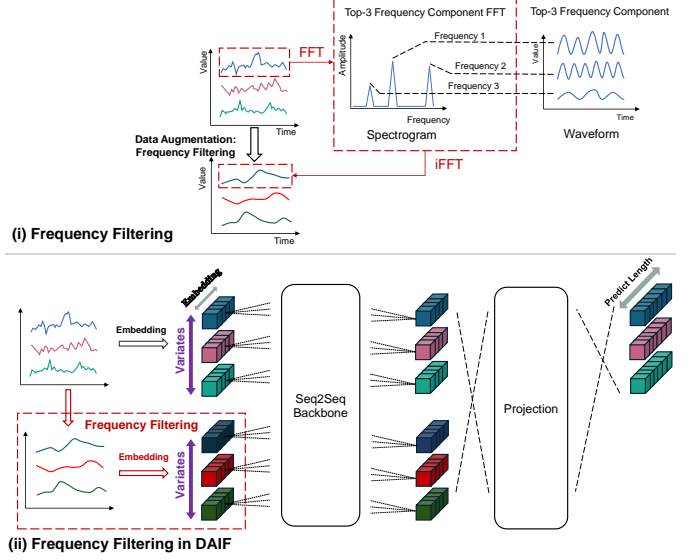 Top-3 Frequency Component FFT
Top-3 Frequency Component
Value
FFT
Time
Amplitude
Frequency 1
Frequency 2
Frequency 3
Frequency
Spectrogram
Value
Time
Waveform
Data Augmentation:
Frequency Filtering
iFFT
Value
Time
(i) Frequency Filtering
Embedding
Predict Length
Embedding
Variates
Seq2Seq
Backbone
Projection
Frequency Filtering
Embedding
Variates
(ii) Frequency Filtering in DAIF